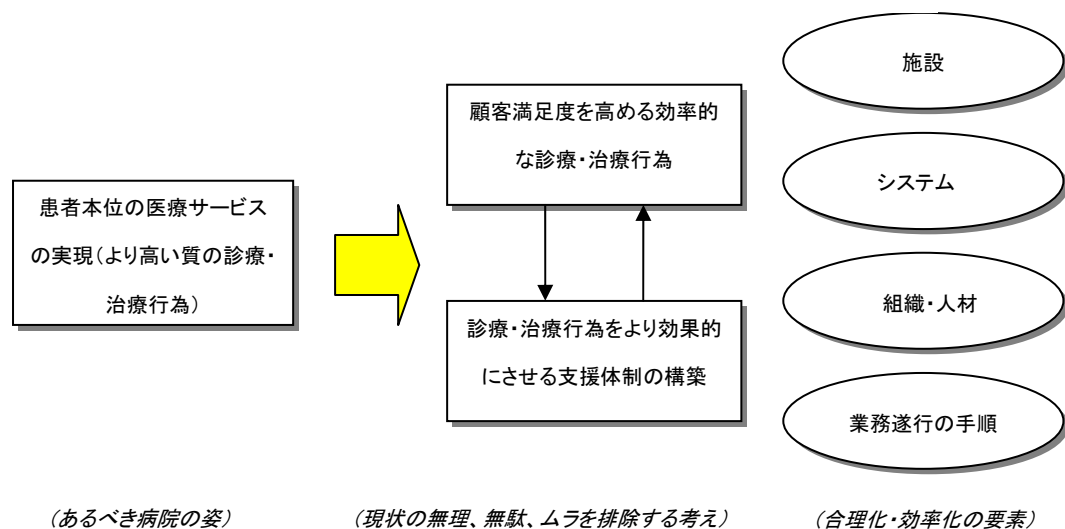 患者本位の医療サービス
の実現（より高い質の診療・
治療行為）
顧客満足度を高める効率的
な診療・治療行為
診療・治療行為をより効果的
にさせる支援体制の構築
施設
システム
組織・人材
業務遂行の手順
（あるべき病院の姿）
（現状の無理、無駄、ムラを排除する考え）
（合理化・効率化の要素）